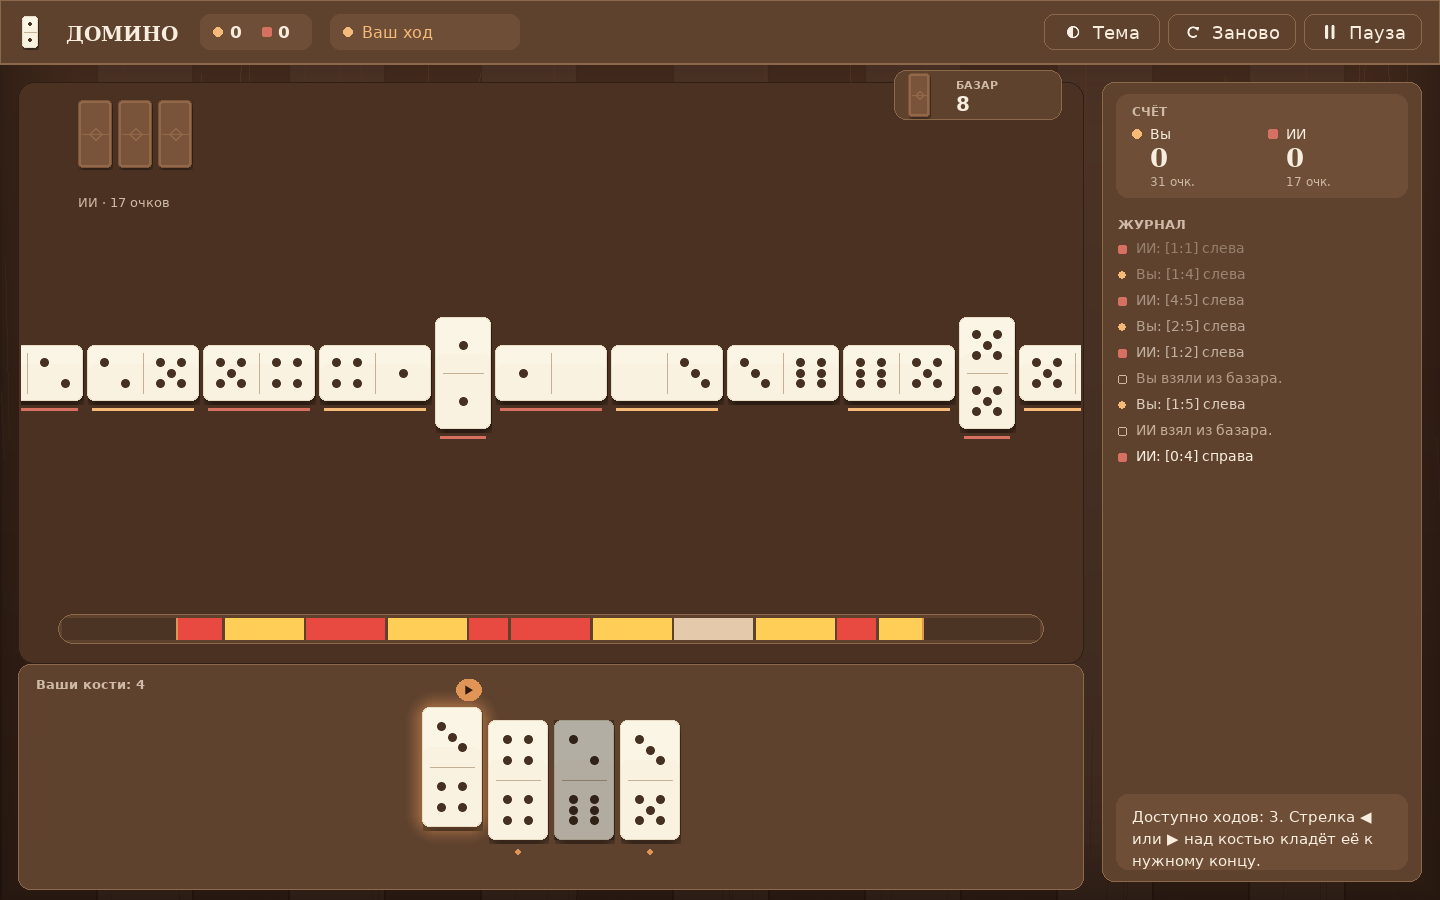 ДОМИНО
0 0
Ваш ход
Тема
Заново
Пауза
БАЗАР
8
ИИ · 17 очков
СЧЁТ
Вы ИИ
0 0
31 очк. 17 очк.
ЖУРНАЛ
ИИ: [1:1] слева
Вы: [1:4] слева
ИИ: [4:5] слева
Вы: [2:5] слева
ИИ: [1:2] слева
Вы взяли из базара.
Вы: [1:5] слева
ИИ взял из базара.
ИИ: [0:4] справа
Ваши кости: 4
Доступно ходов: 3. Стрелка ◀
или ▶ над костью кладёт её к
нужному концу.